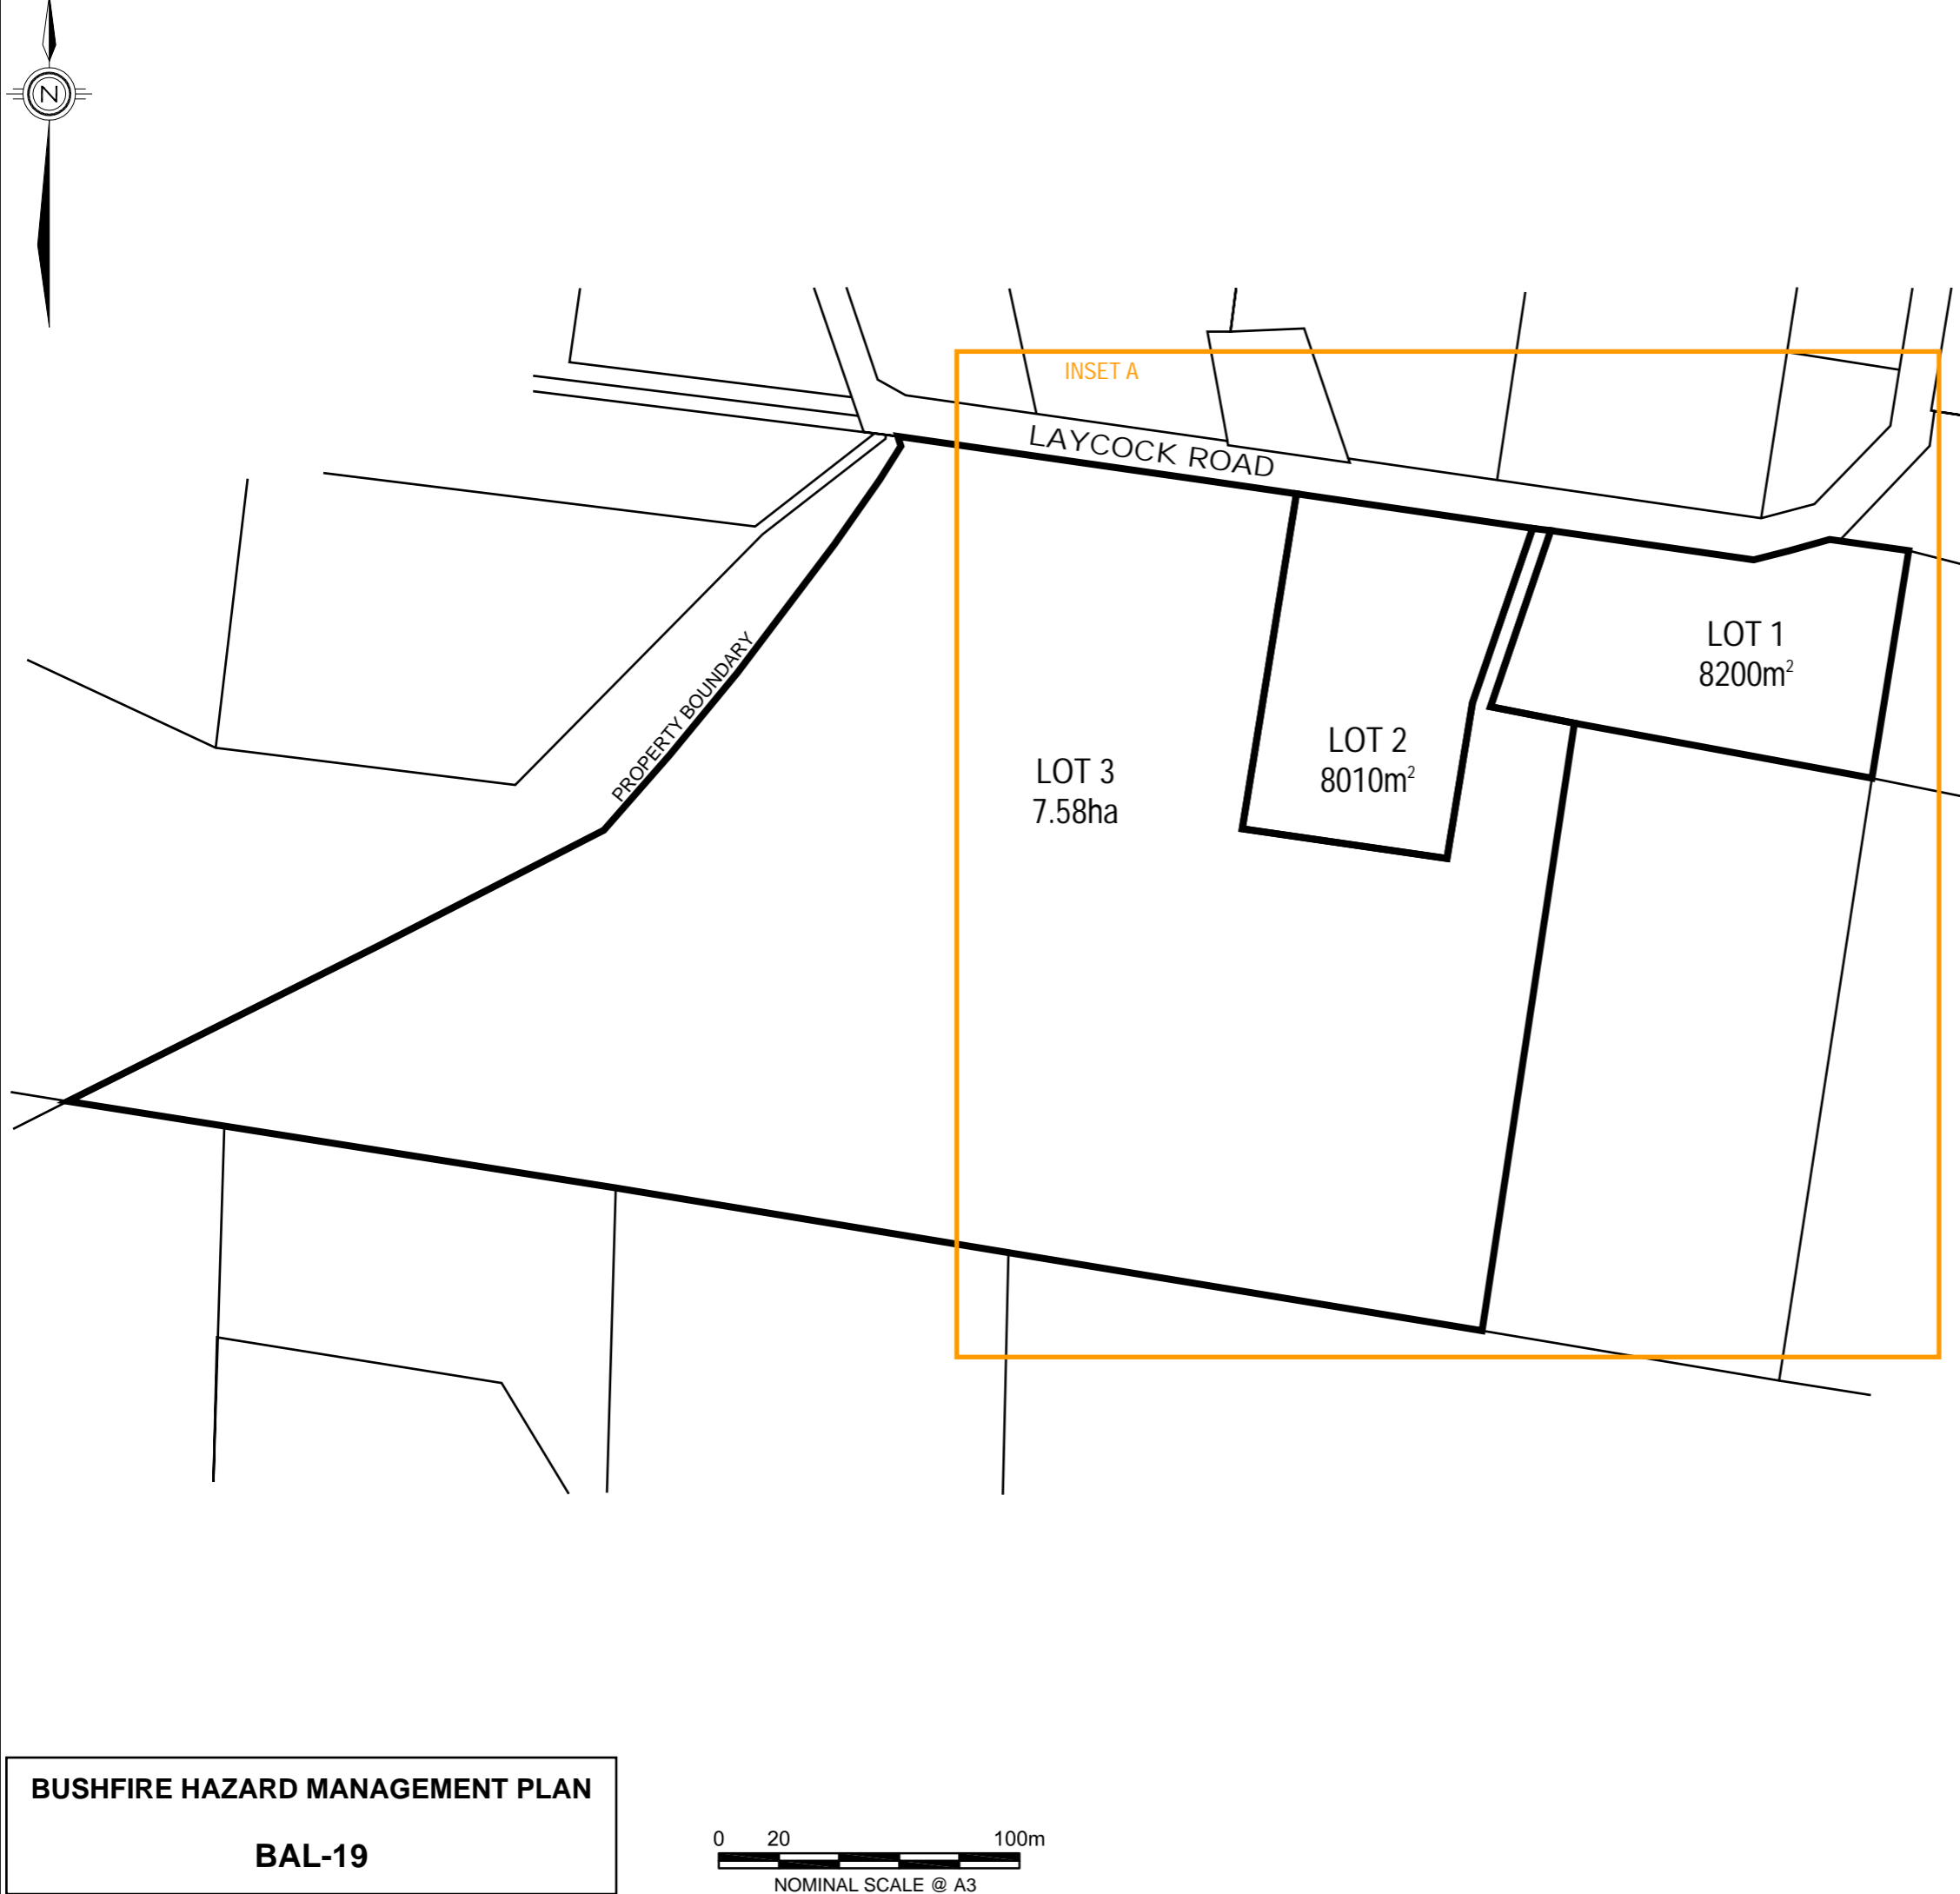 N
INSET A
LAYCOCK ROAD
PROPERTY BOUNDARY
LOT 1
8200m²
LOT 2
8010m²
LOT 3
7.58ha
BUSHFIRE HAZARD MANAGEMENT PLAN
BAL-19
0 20 100m
NOMINAL SCALE @ A3